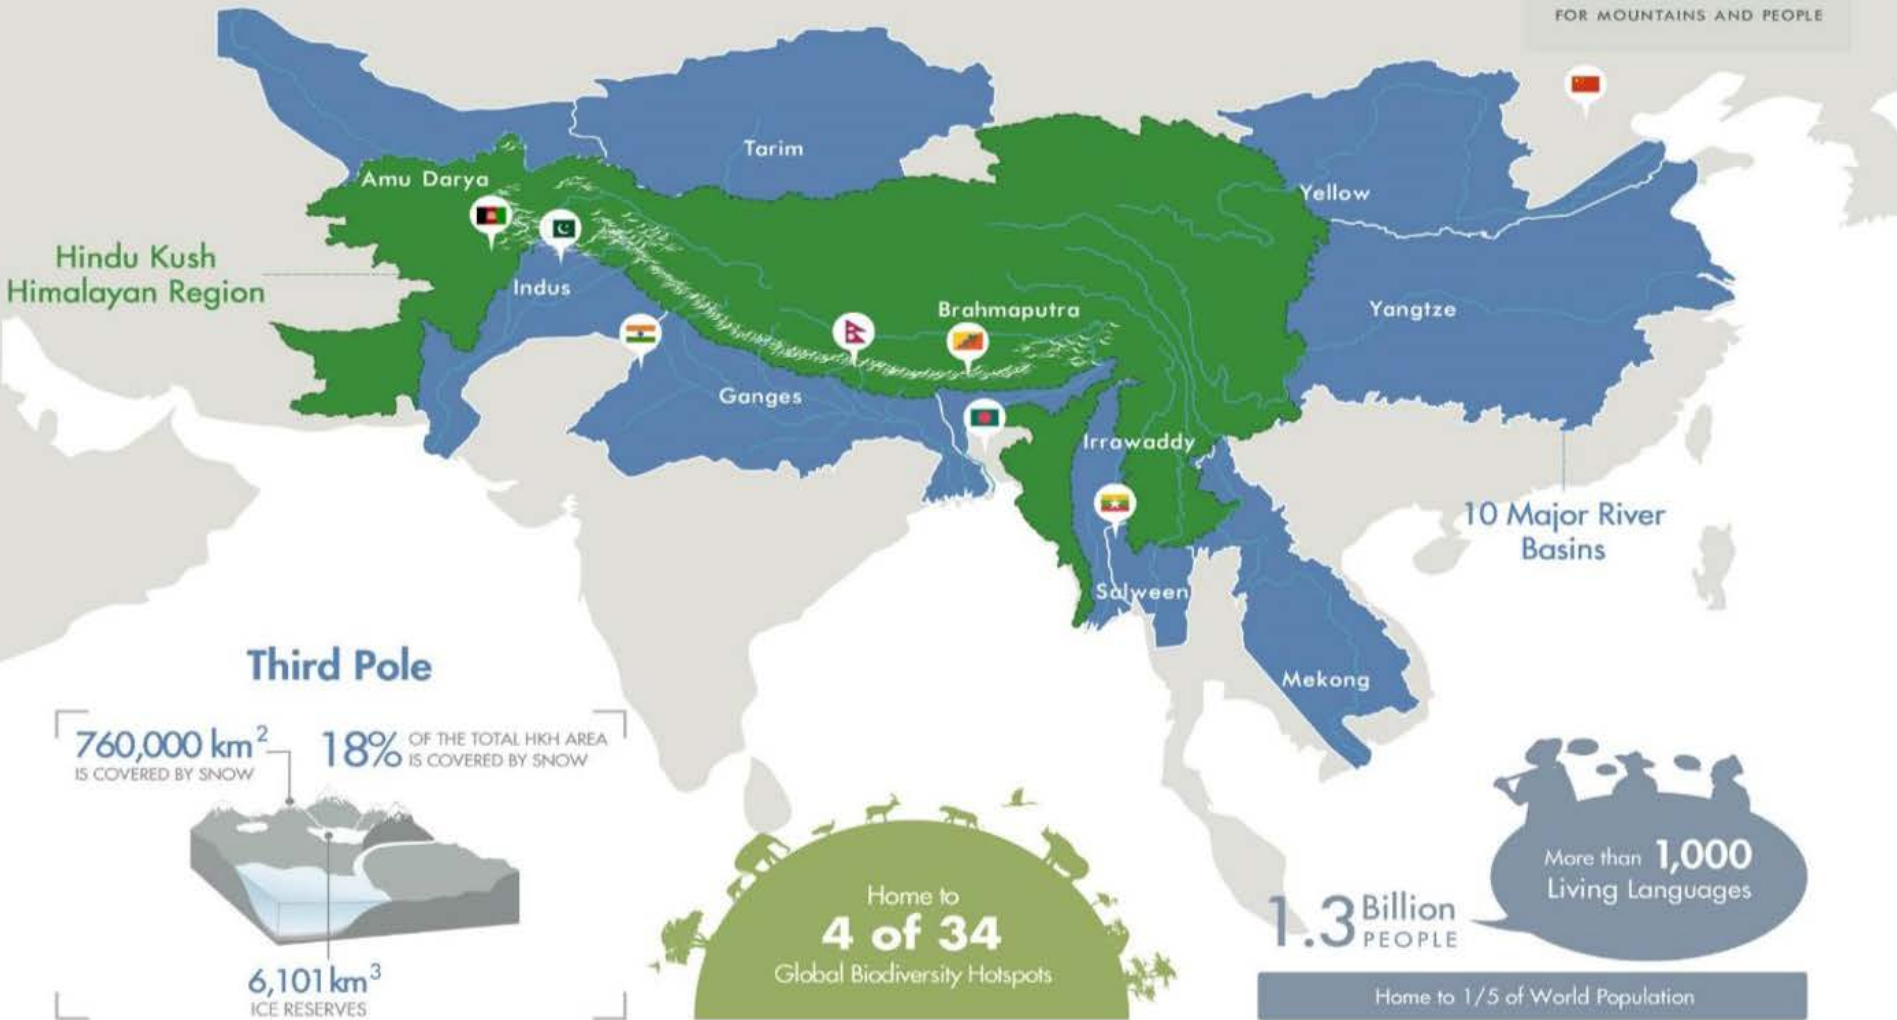 FOR MOUNTAINS AND PEOPLE
Tarim
Amu Darya
Yellow
Hindu Kush
Himalayan Region
Indus
Brahmaputra
Yangtze
Ganges
Irrawaddy
10 Major River
Basins
Salween
Mekong
Third Pole
760,000 km²
IS COVERED BY SNOW
18% OF THE TOTAL HKH AREA
IS COVERED BY SNOW
6,101 km³
ICE RESERVES
Home to
4 of 34
Global Biodiversity Hotspots
More than 1,000
Living Languages
1.3 Billion
PEOPLE
Home to 1/5 of World Population